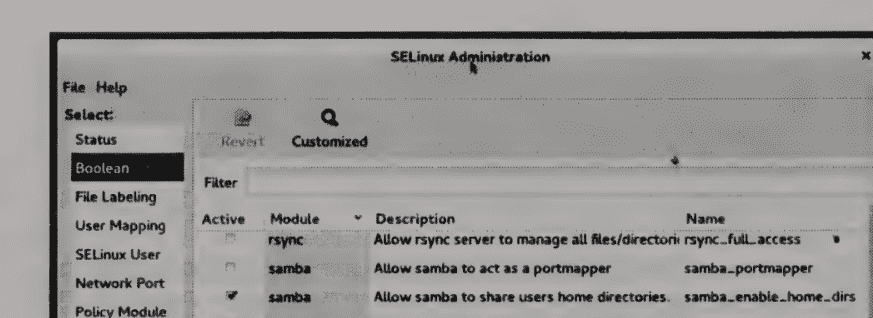 SELinux Administration ×
File Help
Select:
Status
Boolean
File Labeling
User Mapping
SELinux User
Network Port
Policy Module
Revert Customized
Filter
Active Module Description Name
rsync Allow rsync server to manage all files/directori rsync_full_access
samba Allow samba to act as a portmapper samba_portmapper
samba Allow samba to share users home directories. samba_enable_home_dirs